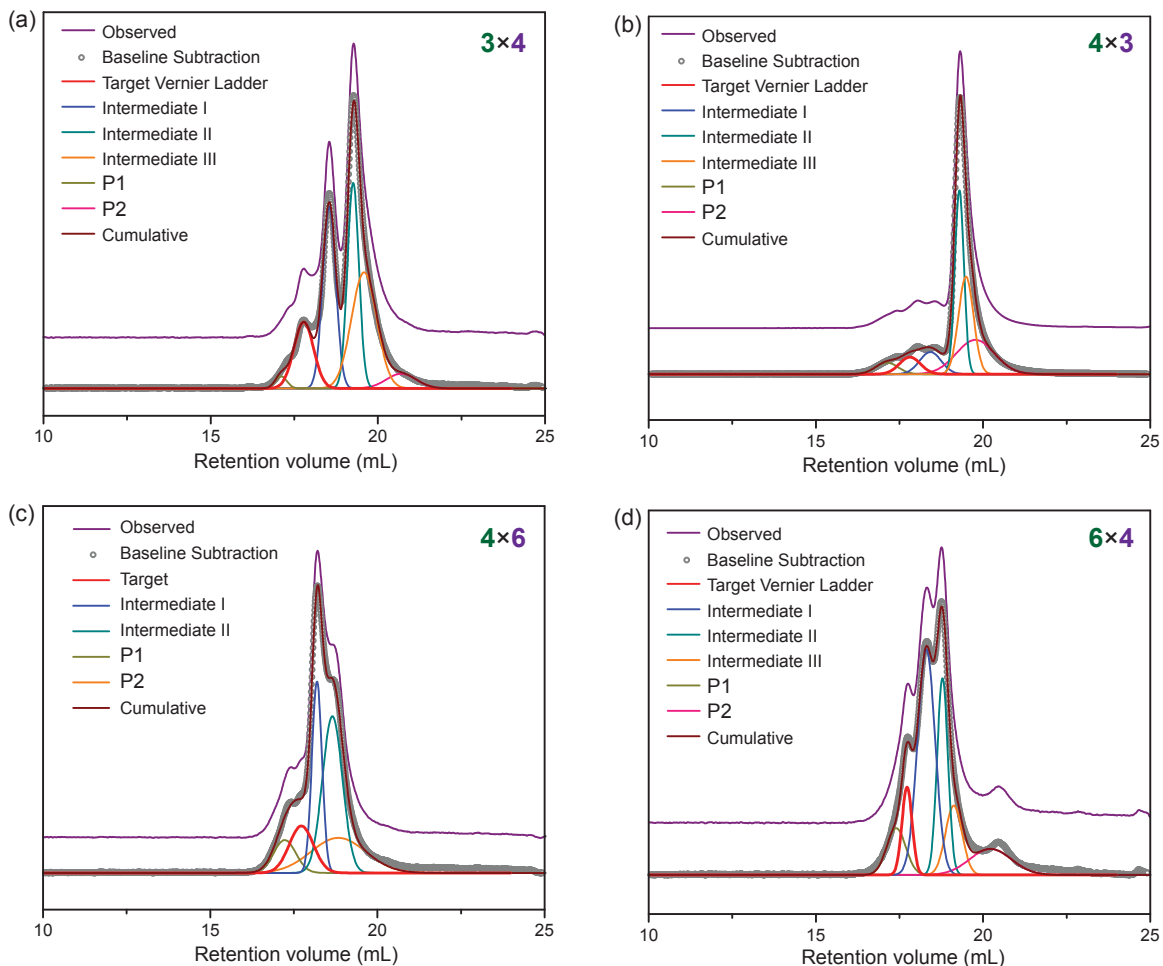 (a)
3×4
Observed
Baseline Subtraction
Target Vernier Ladder
Intermediate I
Intermediate II
Intermediate III
P1
P2
Cumulative
10 15 20 25
Retention volume (mL)
(b)
4×3
Observed
Baseline Subtraction
Target Vernier Ladder
Intermediate I
Intermediate II
Intermediate III
P1
P2
Cumulative
10 15 20 25
Retention volume (mL)
(c)
4×6
Observed
Baseline Subtraction
Target
Intermediate I
Intermediate II
P1
P2
Cumulative
10 15 20 25
Retention volume (mL)
(d)
6×4
Observed
Baseline Subtraction
Target Vernier Ladder
Intermediate I
Intermediate II
Intermediate III
P1
P2
Cumulative
10 15 20 25
Retention volume (mL)